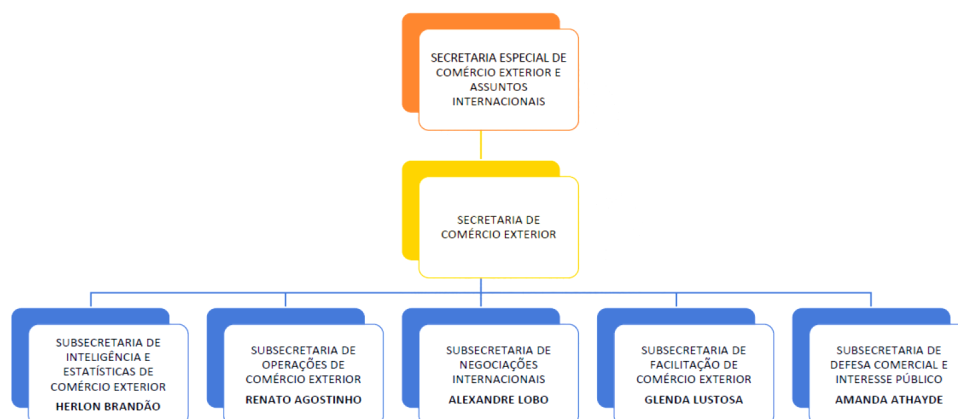 SECRETARIA ESPECIAL DE
COMÉRCIO EXTERIOR E
ASSUNTOS
INTERNACIONAIS
SECRETARIA DE
COMÉRCIO EXTERIOR
SUBSECRETARIA DE
INTELIGÊNCIA E
ESTATÍSTICAS DE
COMÉRCIO EXTERIOR
HERLON BRANDÃO
SUBSECRETARIA DE
OPERAÇÕES DE
COMÉRCIO EXTERIOR
RENATO AGOSTINHO
SUBSECRETARIA DE
NEGOCIAÇÕES
INTERNACIONAIS
ALEXANDRE LOBO
SUBSECRETARIA DE
FACILITAÇÃO DE
COMÉRCIO EXTERIOR
GLENDA LUSTOSA
SUBSECRETARIA DE
DEFESA COMERCIAL E
INTERESSE PÚBLICO
AMANDA ATHAYDE